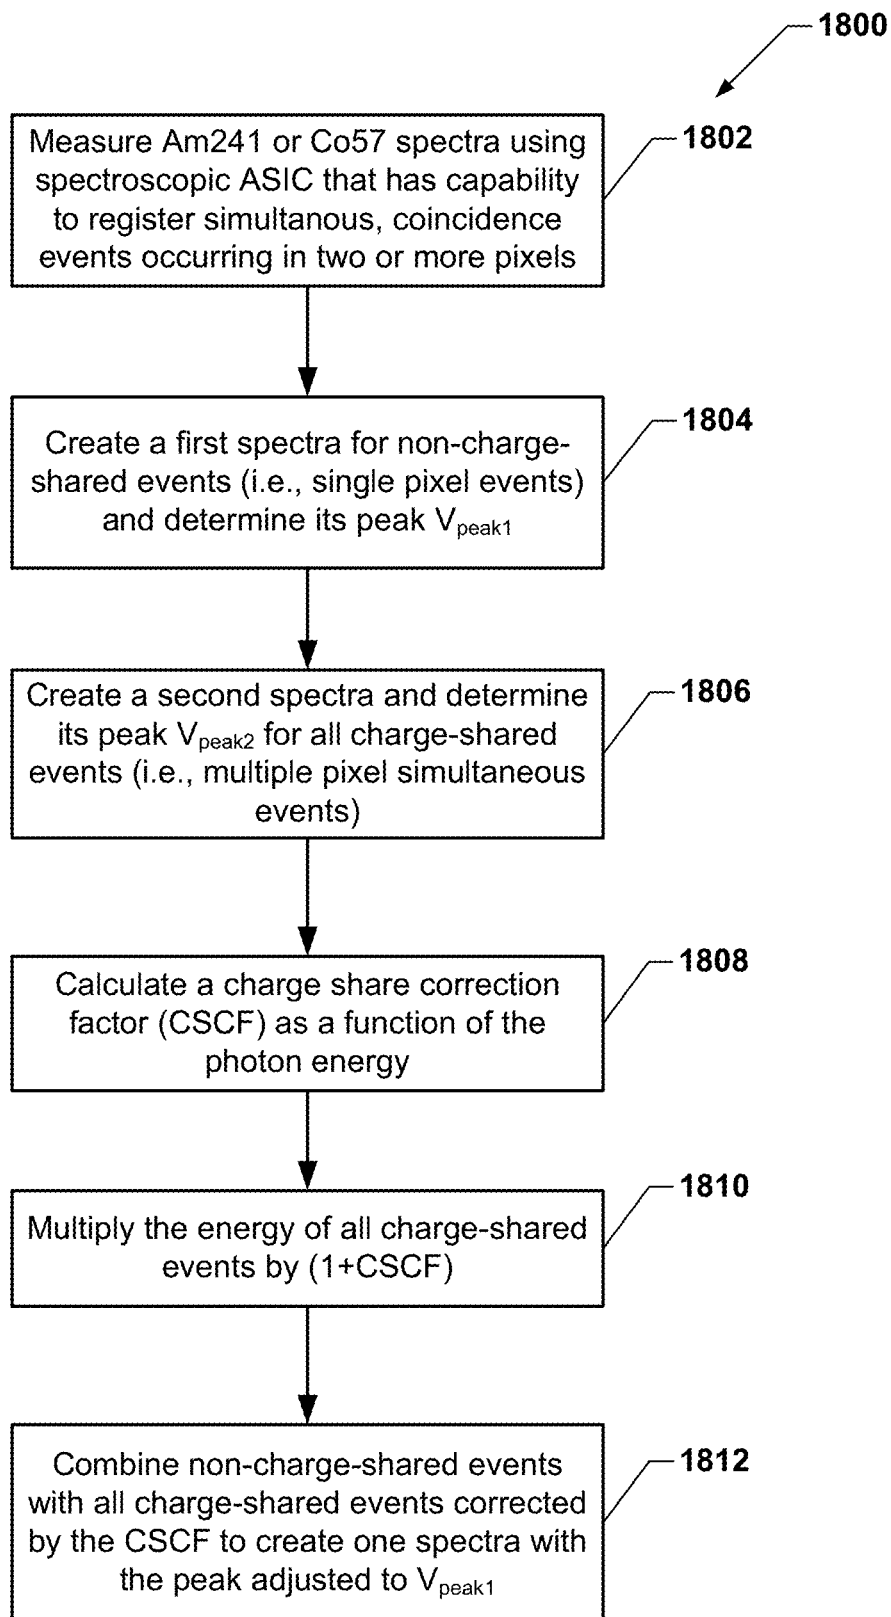 1800
Measure Am241 or Co57 spectra using
spectroscopic ASIC that has capability
to register simultanous, coincidence
events occurring in two or more pixels
1802
Create a first spectra for non-charge-
shared events (i.e., single pixel events)
and determine its peak Vpeak1
1804
Create a second spectra and determine
its peak Vpeak2 for all charge-shared
events (i.e., multiple pixel simultaneous
events)
1806
Calculate a charge share correction
factor (CSCF) as a function of the
photon energy
1808
Multiply the energy of all charge-shared
events by (1+CSCF)
1810
Combine non-charge-shared events
with all charge-shared events corrected
by the CSCF to create one spectra with
the peak adjusted to Vpeak1
1812